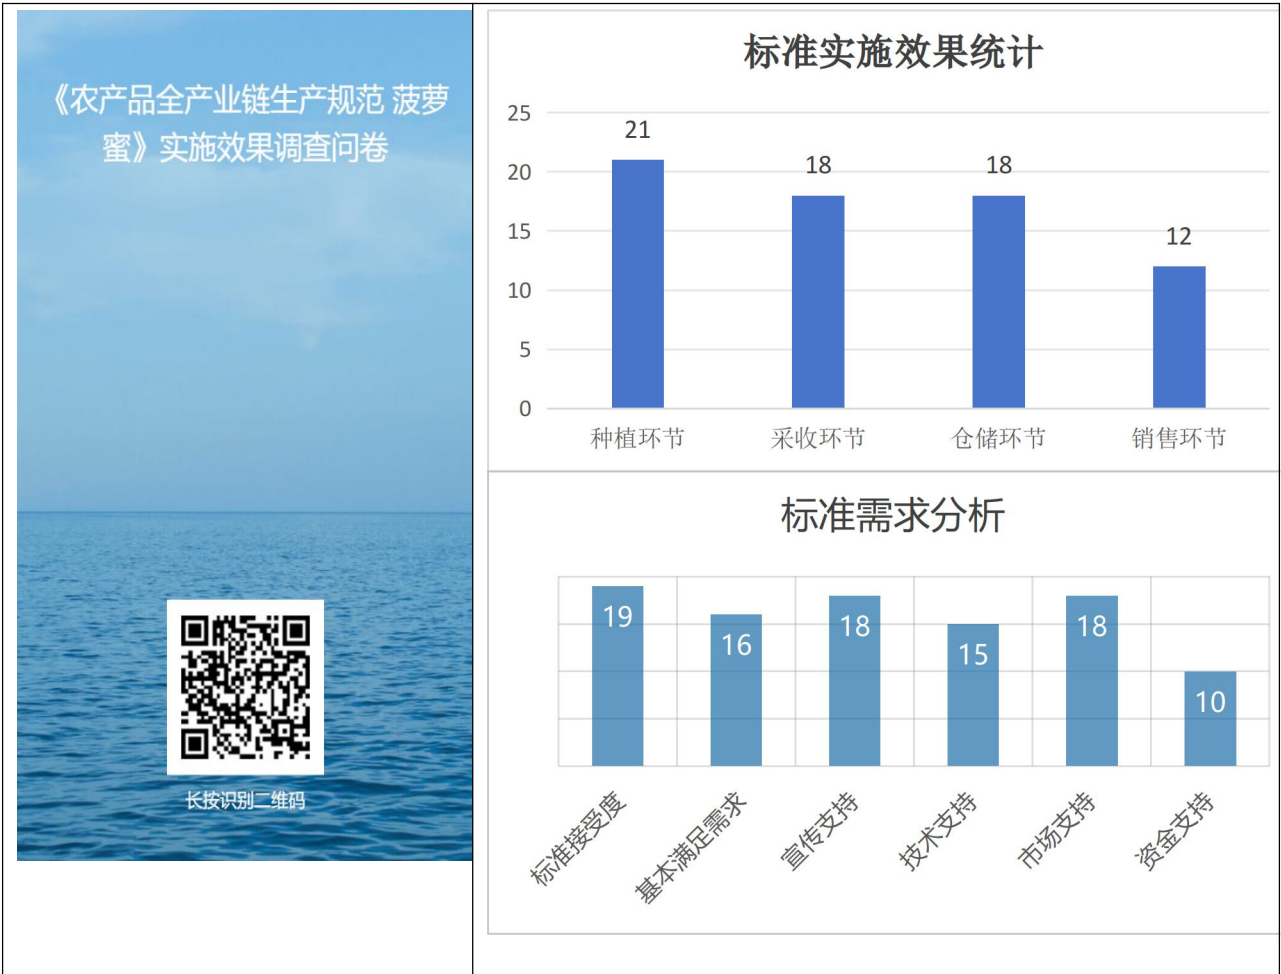 《农产品全产业链生产规范 菠萝
蜜》实施效果调查问卷
长按识别二维码
标准实施效果统计
25
20
15
10
5
0
21
18
18
12
种植环节
采收环节
仓储环节
销售环节
标准需求分析
19
16
18
15
18
10
标准接受度
基本满足需求
宣传支持
技术支持
市场支持
资金支持